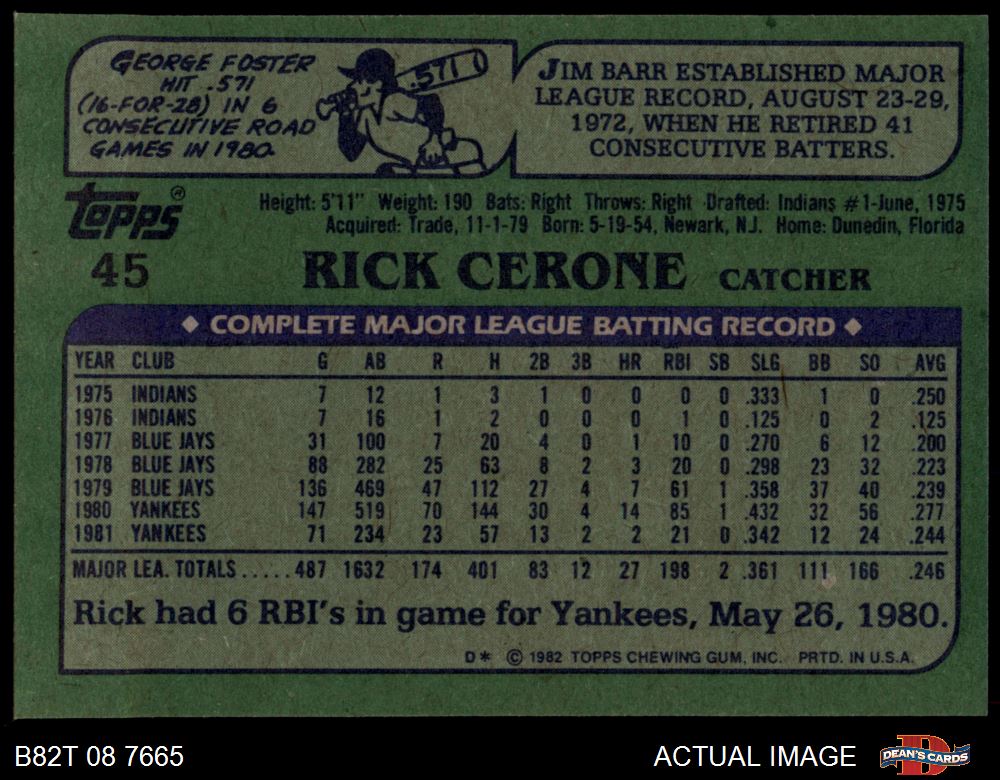 GEORGE FOSTER
HIT .571
(16-FOR-28) IN 6
CONSECUTIVE ROAD
GAMES IN 1980.
.571
JIM BARR ESTABLISHED MAJOR
LEAGUE RECORD, AUGUST 23-29,
1972, WHEN HE RETIRED 41
CONSECUTIVE BATTERS.
TOPPS®
Height: 5'11" Weight: 190 Bats: Right Throws: Right Drafted: Indians #1-June, 1975
Acquired: Trade, 11-1-79 Born: 5-19-54, Newark, N.J. Home: Dunedin, Florida
45 RICK CERONE CATCHER
◆ COMPLETE MAJOR LEAGUE BATTING RECORD ◆
YEAR CLUB G AB R H 2B 3B HR RBI SB SLG BB SO AVG
1975 INDIANS 7 12 1 3 1 0 0 0 0 .333 1 0 .250
1976 INDIANS 7 16 1 2 0 0 0 1 0 .125 0 2 .125
1977 BLUE JAYS 31 100 7 20 4 0 1 10 0 .270 6 12 .200
1978 BLUE JAYS 88 282 25 63 8 2 3 20 0 .298 23 32 .223
1979 BLUE JAYS 136 469 47 112 27 4 7 61 1 .358 37 40 .239
1980 YANKEES 147 519 70 144 30 4 14 85 1 .432 32 56 .277
1981 YANKEES 71 234 23 57 13 2 2 21 0 .342 12 24 .244
MAJOR LEA. TOTALS.....487 1632 174 401 83 12 27 198 2 .361 111 166 .246
Rick had 6 RBI's in game for Yankees, May 26, 1980.
D* © 1982 TOPPS CHEWING GUM, INC. PRTD. IN U.S.A.
B82T 08 7665 ACTUAL IMAGE DEAN'S CARDS